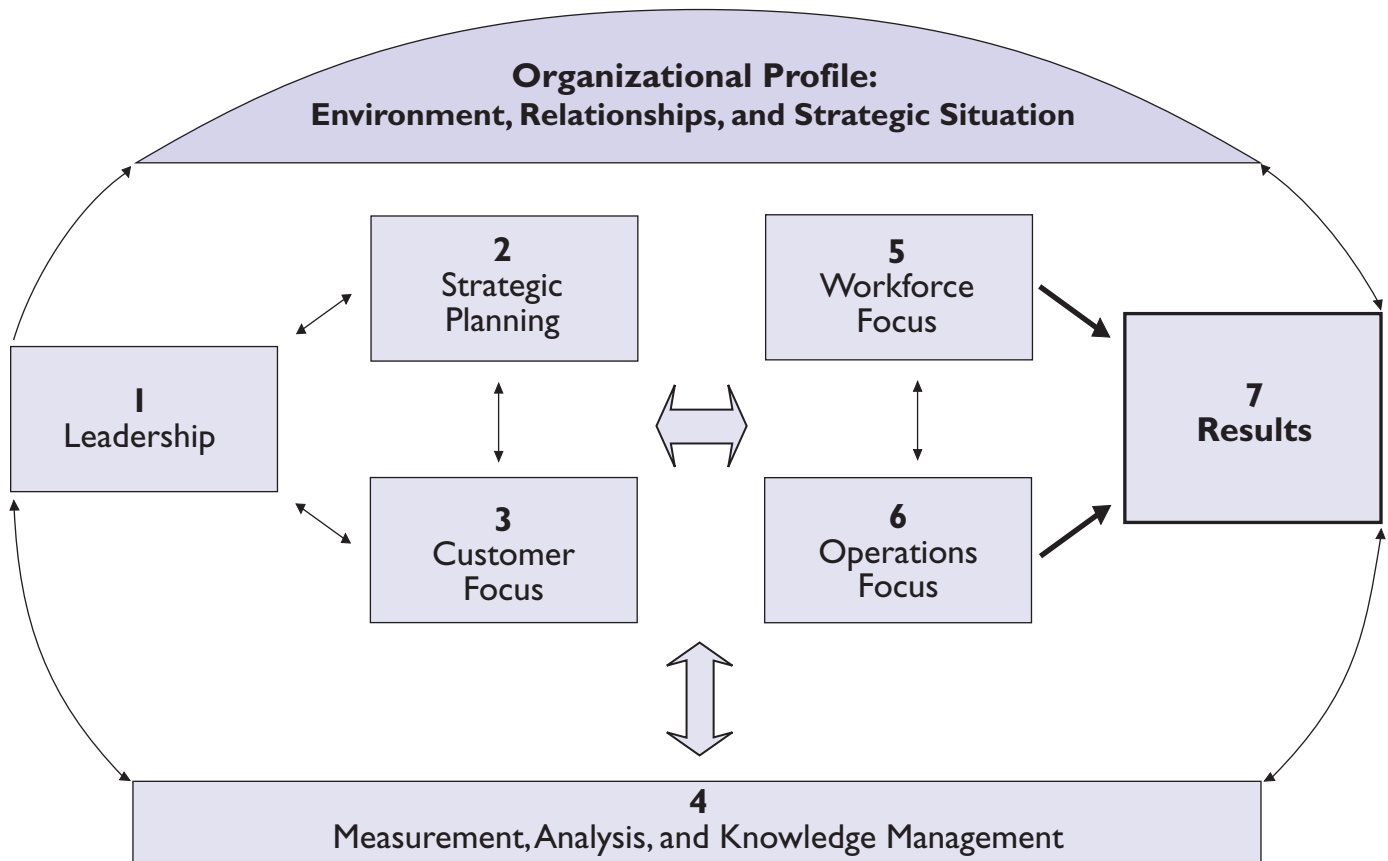 Organizational Profile:
Environment, Relationships, and Strategic Situation
2
Strategic
Planning
5
Workforce
Focus
1
Leadership
7
Results
3
Customer
Focus
6
Operations
Focus
4
Measurement, Analysis, and Knowledge Management